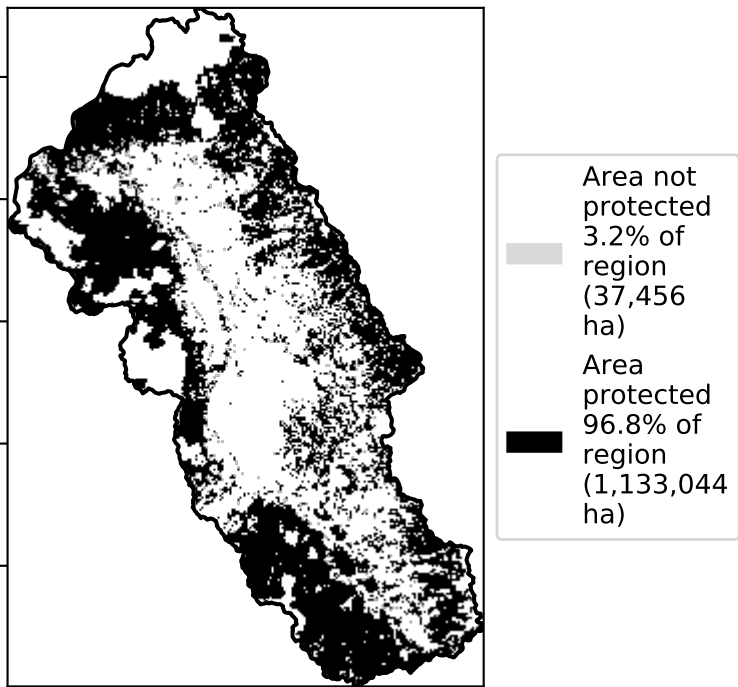 Area not
protected
3.2% of
region
(37,456
ha)
Area
protected
96.8% of
region
(1,133,044
ha)